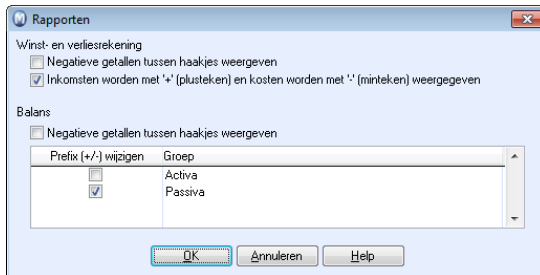 Rapporten
Winst- en verliesrekening
Negatieve getallen tussen haakjes weergeven
Inkomsten worden met '+' (plusteken) en kosten worden met '-' (minteken) weergegeven
Balans
Negatieve getallen tussen haakjes weergeven
Prefix (+/-) wijzigen Groep
Activa
Passiva
OK Annuleren Help